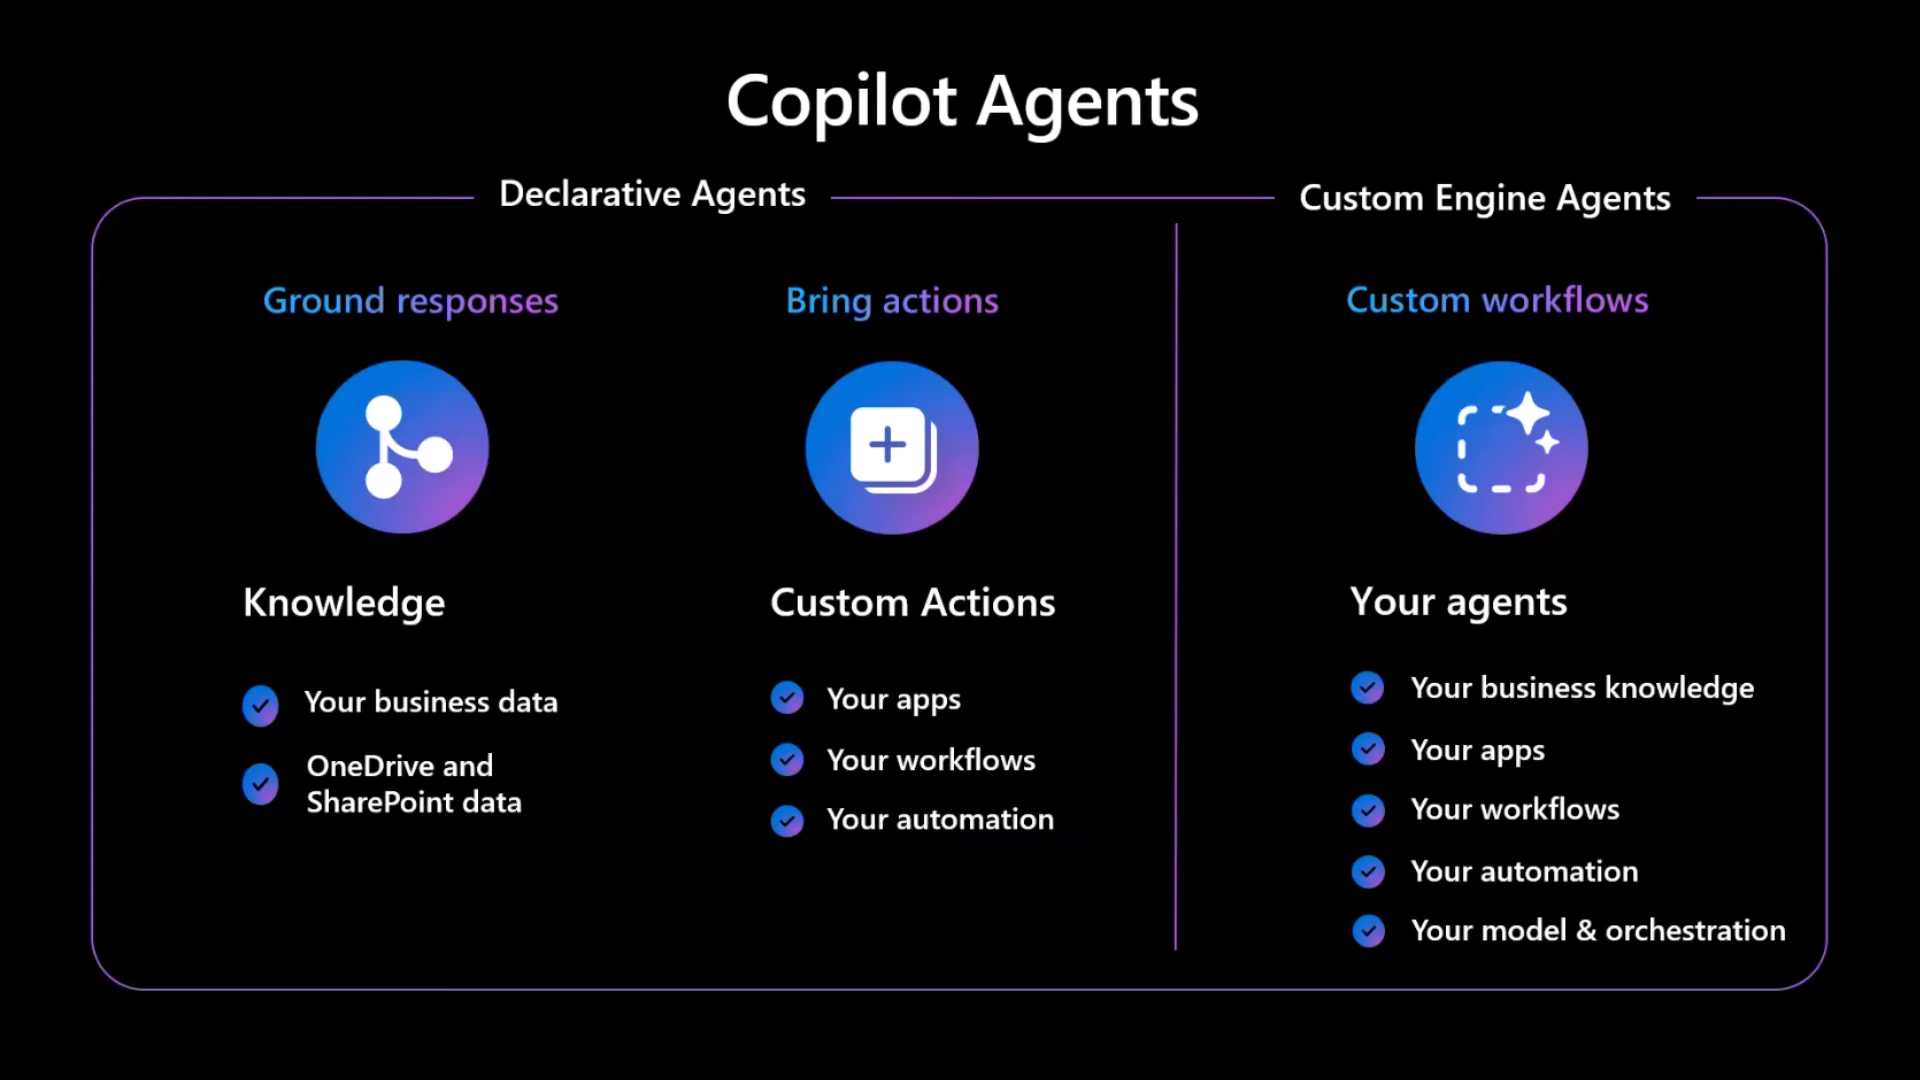 Copilot Agents
Declarative Agents
Custom Engine Agents
Ground responses
Knowledge
Your business data
OneDrive and
SharePoint data
Bring actions
Custom Actions
Your apps
Your workflows
Your automation
Custom workflows
Your agents
Your business knowledge
Your apps
Your workflows
Your automation
Your model & orchestration